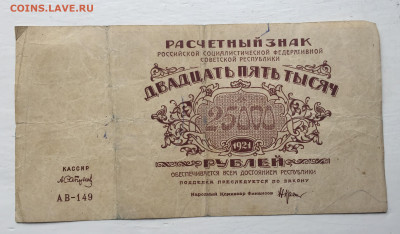 COINS.LAVE.RU
РАСЧЕТНЫЙ ЗНАК
РОССИЙСКОЙ СОЦИАЛИСТИЧЕСКОЙ ФЕДЕРАТИВНОЙ
СОВЕТСКОЙ РЕСПУБЛИКИ
ДВАДЦАТЬ ПЯТЬ ТЫСЯЧ
25000
1921
РУБЛЕЙ
ОБЕСПЕЧИВАЕТСЯ ВСЕМ ДОСТОЯНИЕМ РЕСПУБЛИКИ
ПОДДЕЛКА ПРЕСЛЕДУЕТСЯ ПО ЗАКОНУ
Народный Комиссар Финансов
КАССИР
АВ-149